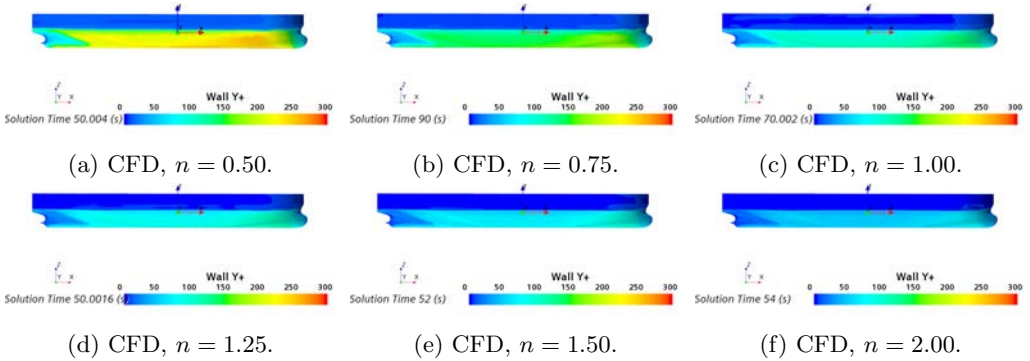 Wall Y+
0 50 100 150 200 250 300
Solution Time 50.004 (s)
Z
Y X
(a) CFD, n = 0.50.
Wall Y+
0 50 100 150 200 250 300
Solution Time 90 (s)
Z
Y X
(b) CFD, n = 0.75.
Wall Y+
0 50 100 150 200 250 300
Solution Time 70.002 (s)
Z
Y X
(c) CFD, n = 1.00.
Wall Y+
0 50 100 150 200 250 300
Solution Time 50.0016 (s)
Z
Y X
(d) CFD, n = 1.25.
Wall Y+
0 50 100 150 200 250 300
Solution Time 52 (s)
Z
Y X
(e) CFD, n = 1.50.
Wall Y+
0 50 100 150 200 250 300
Solution Time 54 (s)
Z
Y X
(f) CFD, n = 2.00.